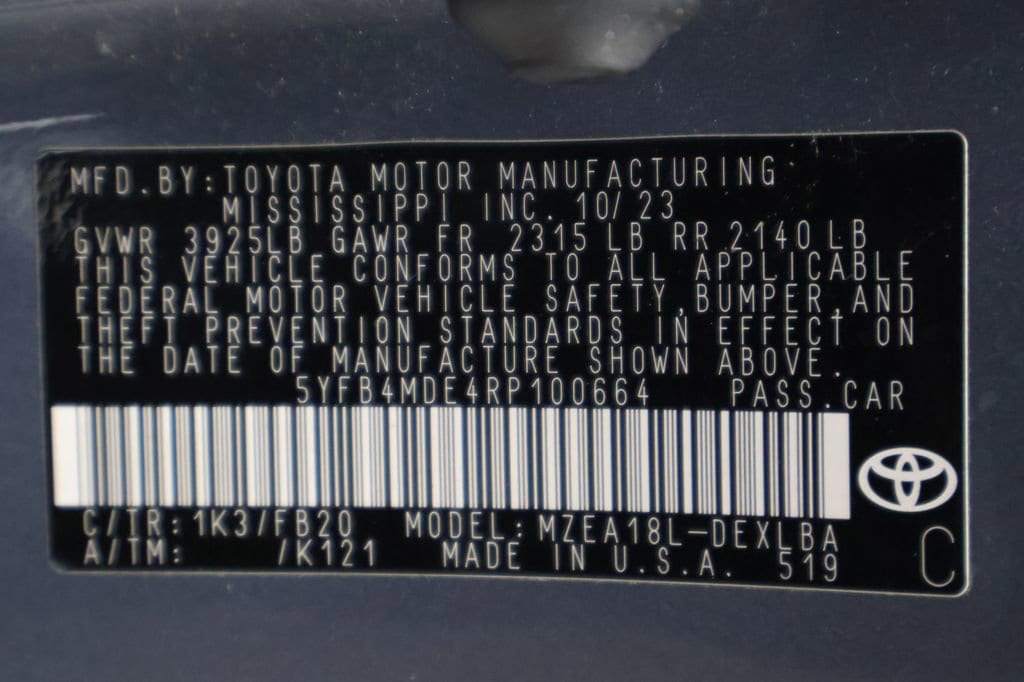 MFD.BY:TOYOTA MOTOR MANUFACTURING
MISSISSIPPI INC. 10/23
GVWR 3925LB GAWR FR 2315 LB RR 2140 LB
THIS VEHICLE CONFORMS TO ALL APPLICABLE
FEDERAL MOTOR VEHICLE SAFETY,BUMPER,AND
THEFT PREVENTION STANDARDS IN EFFECT ON
THE DATE OF MANUFACTURE SHOWN ABOVE.
5YFB4MDE4RP100664 PASS.CAR
C/TR:1K3/FB20 MODEL:MZEA18L-DEXLBA
A/TM: /K121 MADE IN U.S.A. 519
C